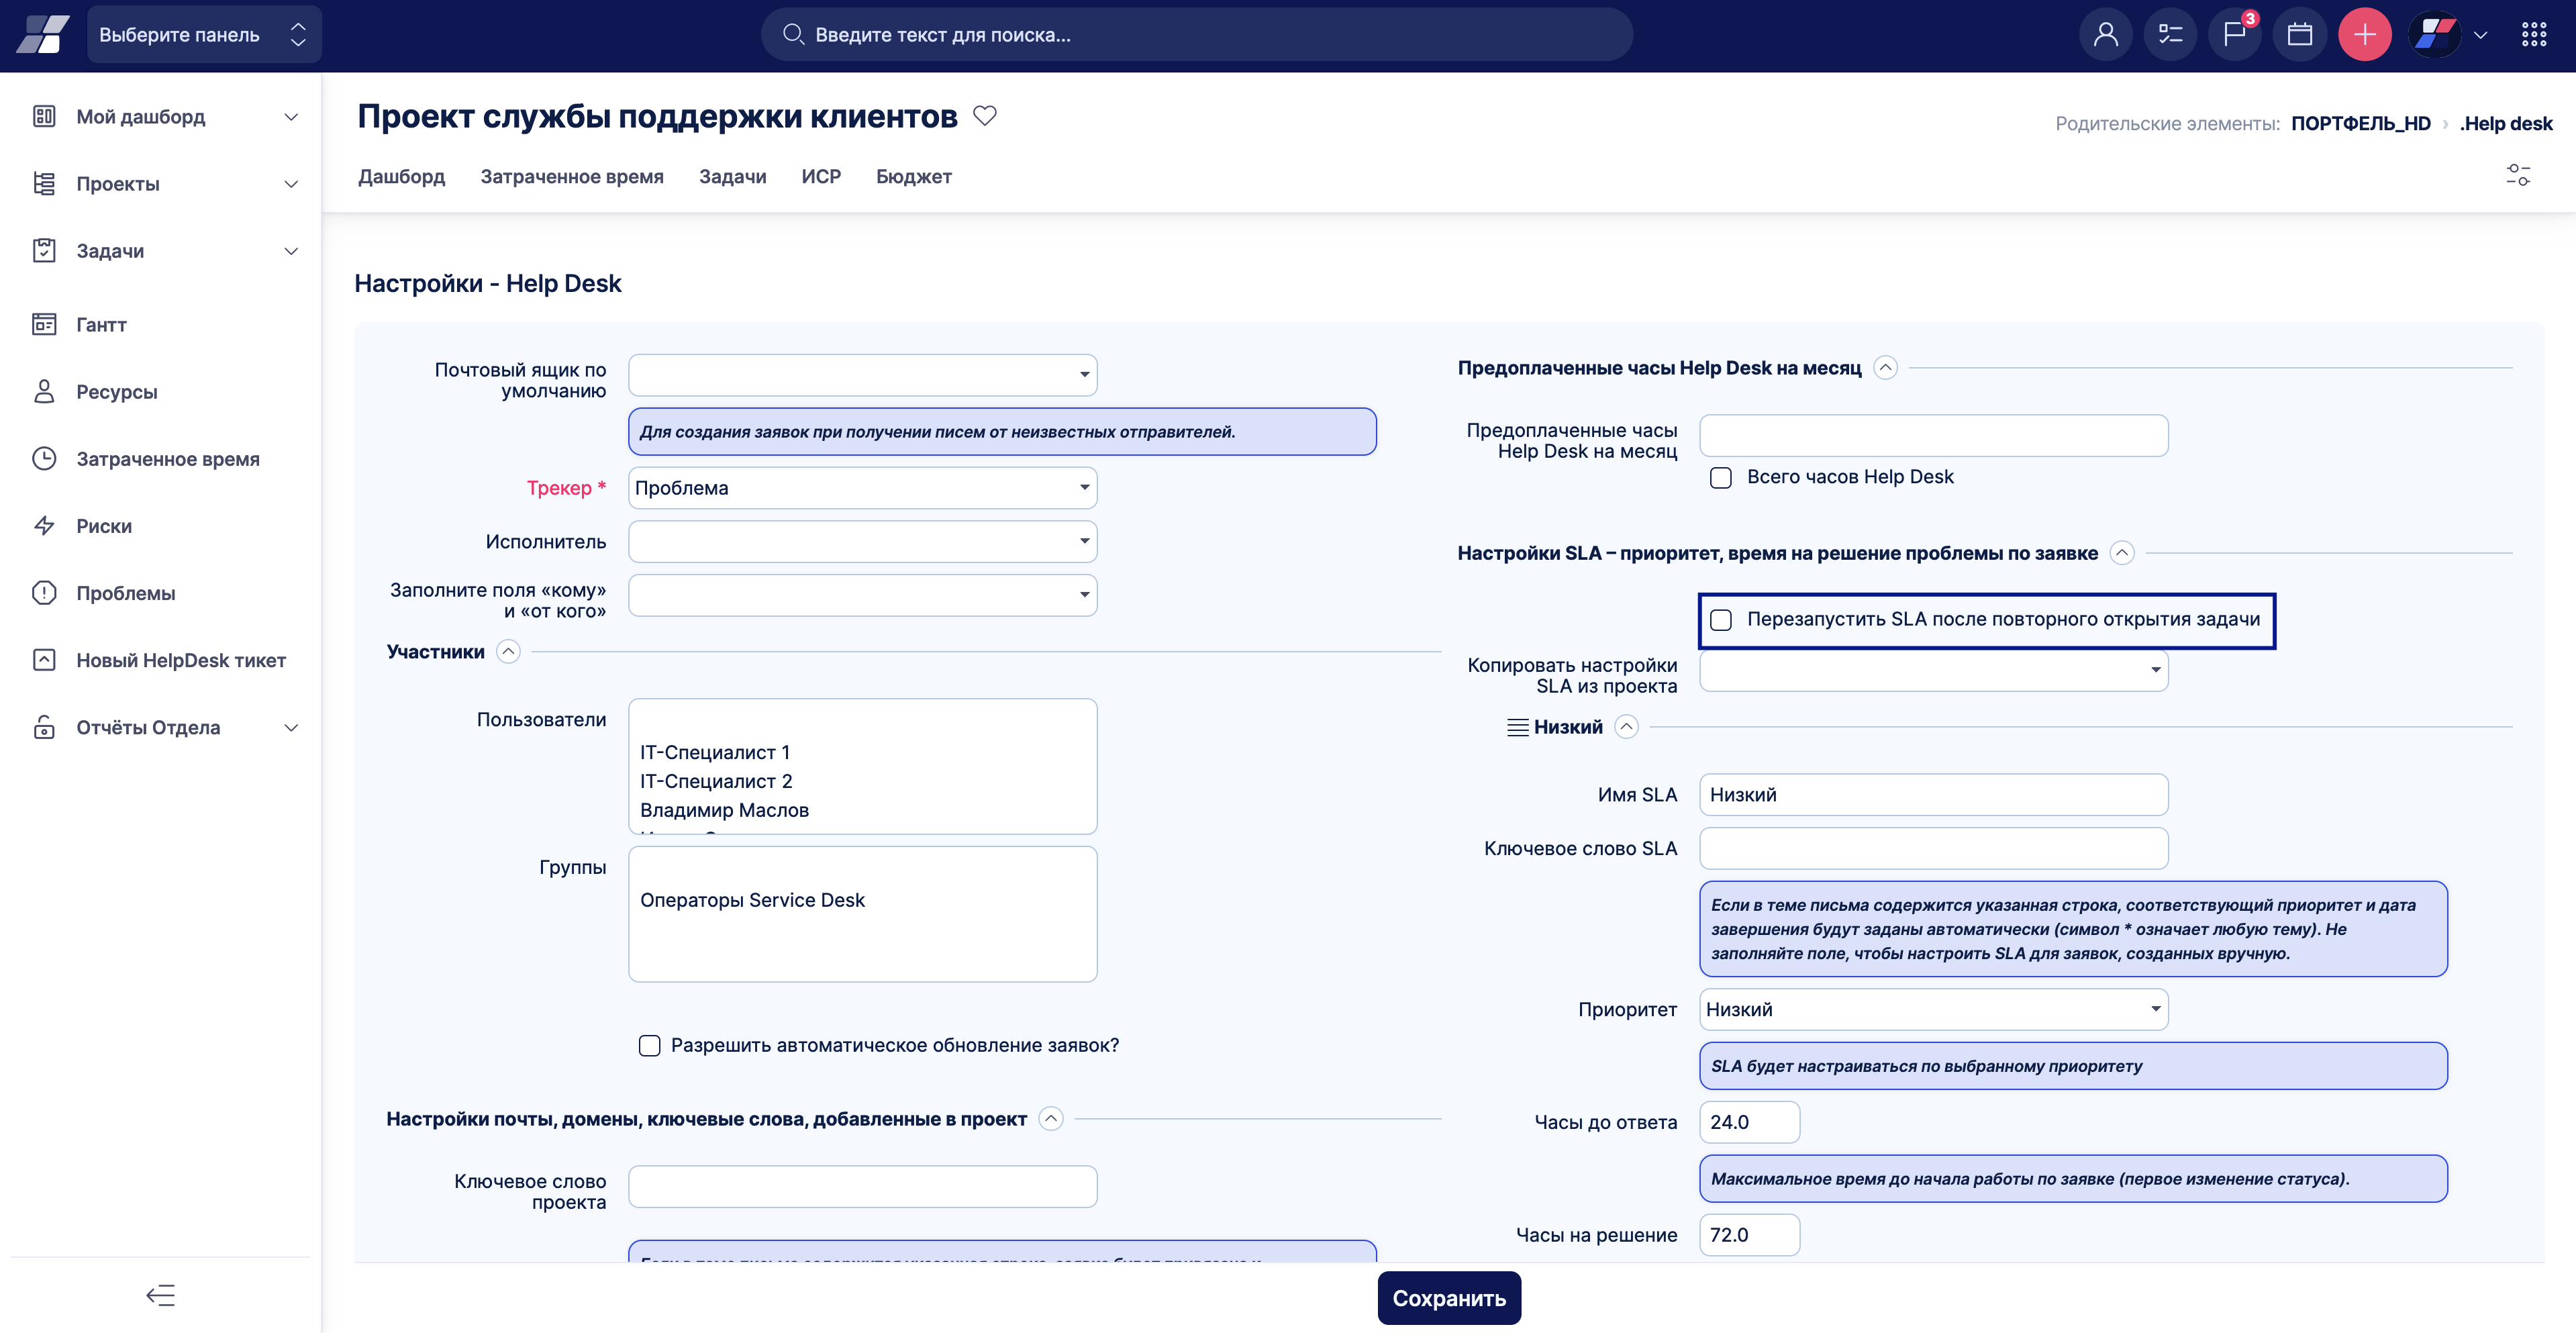 Выберите панель
Введите текст для поиска...
3
Мой дашборд
Проекты
Задачи
Гантт
Ресурсы
Затраченное время
Риски
Проблемы
Новый HelpDesk тикет
Отчёты Отдела
Проект службы поддержки клиентов
Родительские элементы: ПОРТФЕЛЬ_HD › .Help desk
Дашборд Затраченное время Задачи ИСР Бюджет
Настройки - Help Desk
Почтовый ящик по
умолчанию
Для создания заявок при получении писем от неизвестных отправителей.
Трекер *
Проблема
Исполнитель
Заполните поля «кому»
и «от кого»
Участники
Пользователи
IT-Специалист 1
IT-Специалист 2
Владимир Маслов
Группы
Операторы Service Desk
Разрешить автоматическое обновление заявок?
Настройки почты, домены, ключевые слова, добавленные в проект
Ключевое слово
проекта
Предоплаченные часы Help Desk на месяц
Предоплаченные часы
Help Desk на месяц
Всего часов Help Desk
Настройки SLA – приоритет, время на решение проблемы по заявке
Перезапустить SLA после повторного открытия задачи
Копировать настройки
SLA из проекта
Низкий
Имя SLA
Низкий
Ключевое слово SLA
Если в теме письма содержится указанная строка, соответствующий приоритет и дата
завершения будут заданы автоматически (символ * означает любую тему). Не
заполняйте поле, чтобы настроить SLA для заявок, созданных вручную.
Приоритет
Низкий
SLA будет настраиваться по выбранному приоритету
Часы до ответа
24.0
Максимальное время до начала работы по заявке (первое изменение статуса).
Часы на решение
72.0
Сохранить